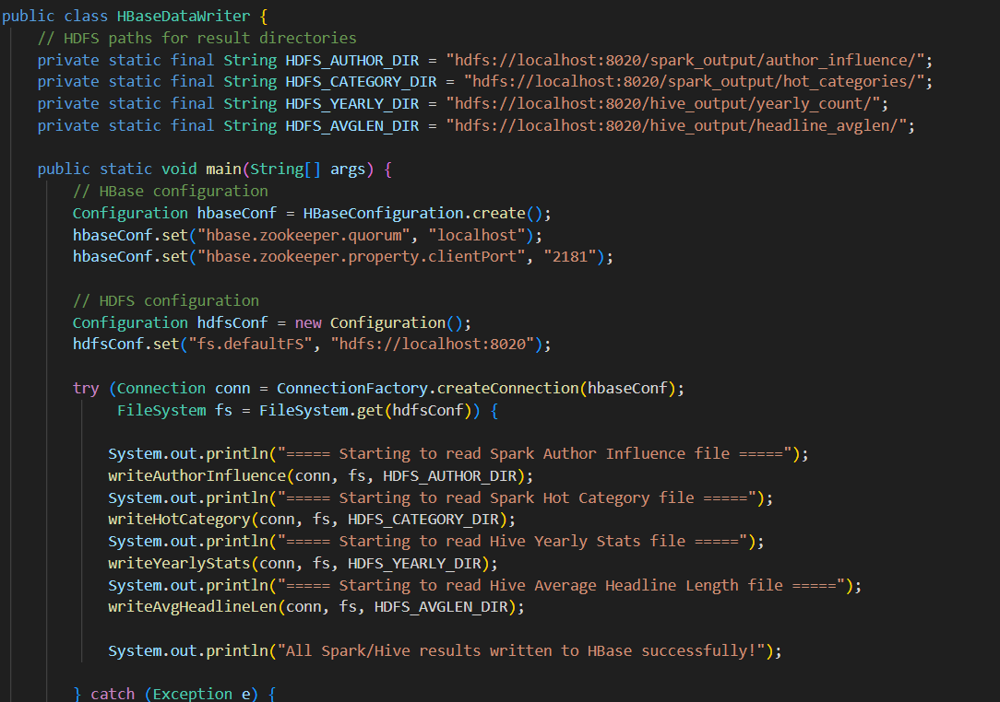 public class HBaseDataWriter {
    // HDFS paths for result directories
    private static final String HDFS_AUTHOR_DIR = "hdfs://localhost:8020/spark_output/author_influence/";
    private static final String HDFS_CATEGORY_DIR = "hdfs://localhost:8020/spark_output/hot_categories/";
    private static final String HDFS_YEARLY_DIR = "hdfs://localhost:8020/hive_output/yearly_count/";
    private static final String HDFS_AVGLEN_DIR = "hdfs://localhost:8020/hive_output/headline_avglen/";

    public static void main(String[] args) {
        // HBase configuration
        Configuration hbaseConf = HBaseConfiguration.create();
        hbaseConf.set("hbase.zookeeper.quorum", "localhost");
        hbaseConf.set("hbase.zookeeper.property.clientPort", "2181");

        // HDFS configuration
        Configuration hdfsConf = new Configuration();
        hdfsConf.set("fs.defaultFS", "hdfs://localhost:8020");

        try (Connection conn = ConnectionFactory.createConnection(hbaseConf);
             FileSystem fs = FileSystem.get(hdfsConf)) {

            System.out.println("===== Starting to read Spark Author Influence file =====");
            writeAuthorInfluence(conn, fs, HDFS_AUTHOR_DIR);
            System.out.println("===== Starting to read Spark Hot Category file =====");
            writeHotCategory(conn, fs, HDFS_CATEGORY_DIR);
            System.out.println("===== Starting to read Hive Yearly Stats file =====");
            writeYearlyStats(conn, fs, HDFS_YEARLY_DIR);
            System.out.println("===== Starting to read Hive Average Headline Length file =====");
            writeAvgHeadlineLen(conn, fs, HDFS_AVGLEN_DIR);

            System.out.println("All Spark/Hive results written to HBase successfully!");

        } catch (Exception e) {